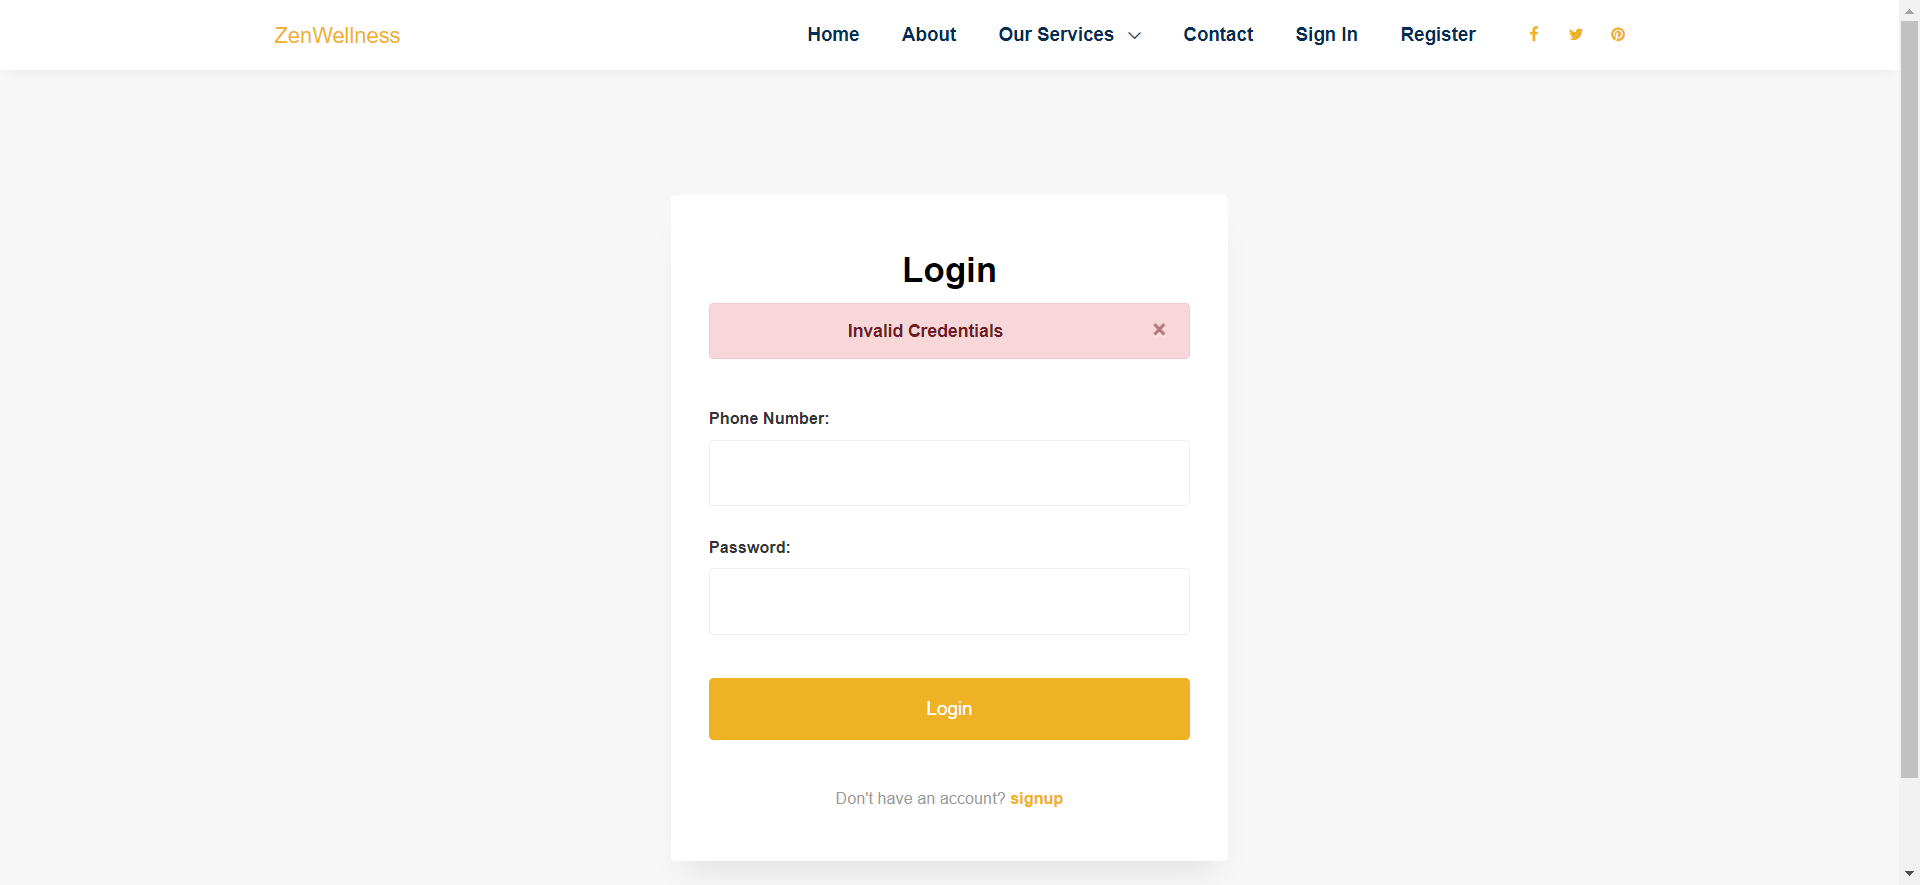 ZenWellness
Home About Our Services Contact Sign In Register
Login
Invalid Credentials ×
Phone Number:
Password:
Login
Don't have an account? signup